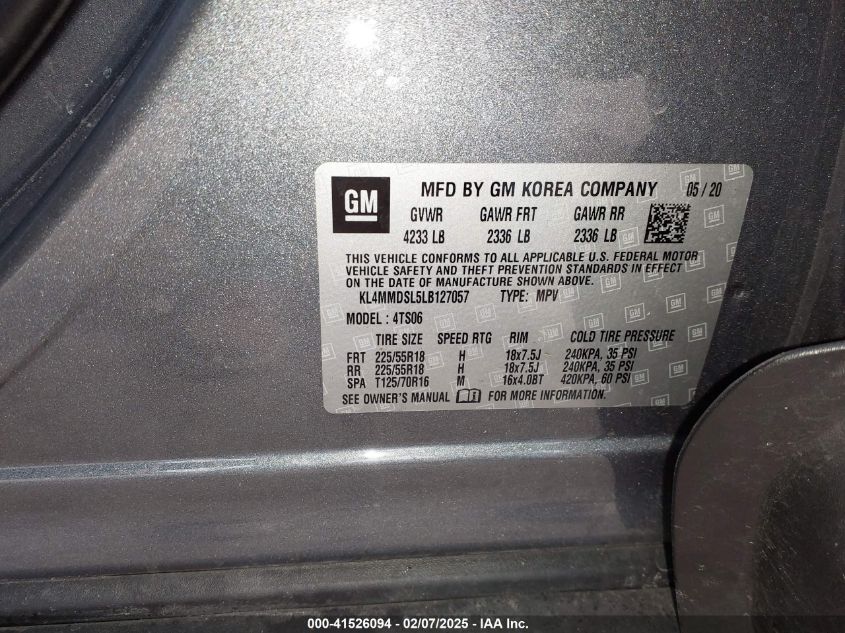 GM MFD BY GM KOREA COMPANY 05/20
GVWR GAWR FRT GAWR RR
4233 LB 2336 LB 2336 LB
THIS VEHICLE CONFORMS TO ALL APPLICABLE U.S. FEDERAL MOTOR
VEHICLE SAFETY AND THEFT PREVENTION STANDARDS IN EFFECT
ON THE DATE OF MANUFACTURE SHOWN ABOVE.
KL4MMDSL5LB127057 TYPE: MPV
MODEL : 4TS06
TIRE SIZE SPEED RTG RIM COLD TIRE PRESSURE
FRT 225/55R18 H 18x7.5J 240KPA, 35 PSI
RR 225/55R18 H 18x7.5J 240KPA, 35 PSI
SPA T125/70R16 M 16x4.0BT 420KPA, 60 PSI
SEE OWNER'S MANUAL FOR MORE INFORMATION.
000-41526094 - 02/07/2025 - WWW.IAAI.COM.